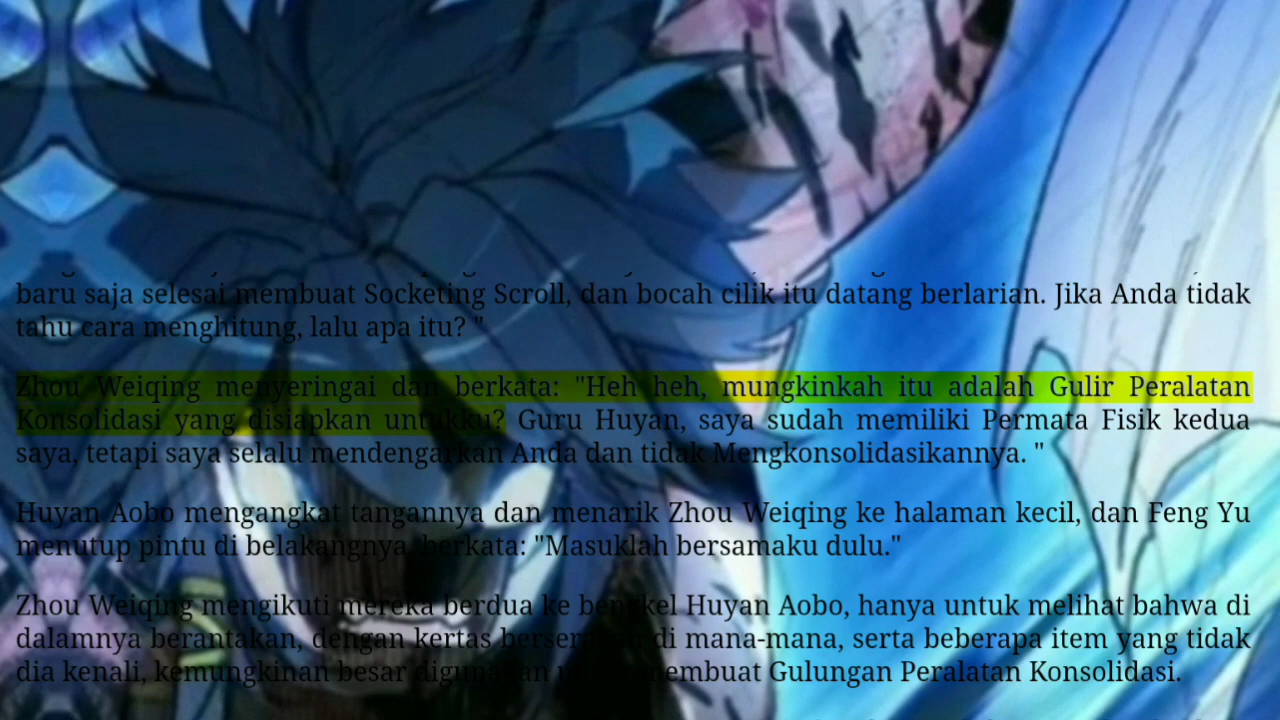 baru saja selesai membuat Socketing Scroll, dan bocah cilik itu datang berlarian. Jika Anda tidak
tahu cara menghitung, lalu apa itu? "
Zhou Weiqing menyeringai dan berkata: "Heh heh, mungkinkah itu adalah Gulir Peralatan
Konsolidasi yang disiapkan untukku? Guru Huyan, saya sudah memiliki Permata Fisik kedua
saya, tetapi saya selalu mendengarkan Anda dan tidak Mengkonsolidasikannya. "
Huyan Aobo mengangkat tangannya dan menarik Zhou Weiqing ke halaman kecil, dan Feng Yu
menutup pintu di belakangnya, berkata: "Masuklah bersamaku dulu."
Zhou Weiqing mengikuti mereka berdua ke bengkel Huyan Aobo, hanya untuk melihat bahwa di
dalamnya berantakan, dengan kertas berserakan di mana-mana, serta beberapa item yang tidak
dia kenali, kemungkinan besar digunakan untuk membuat Gulungan Peralatan Konsolidasi.